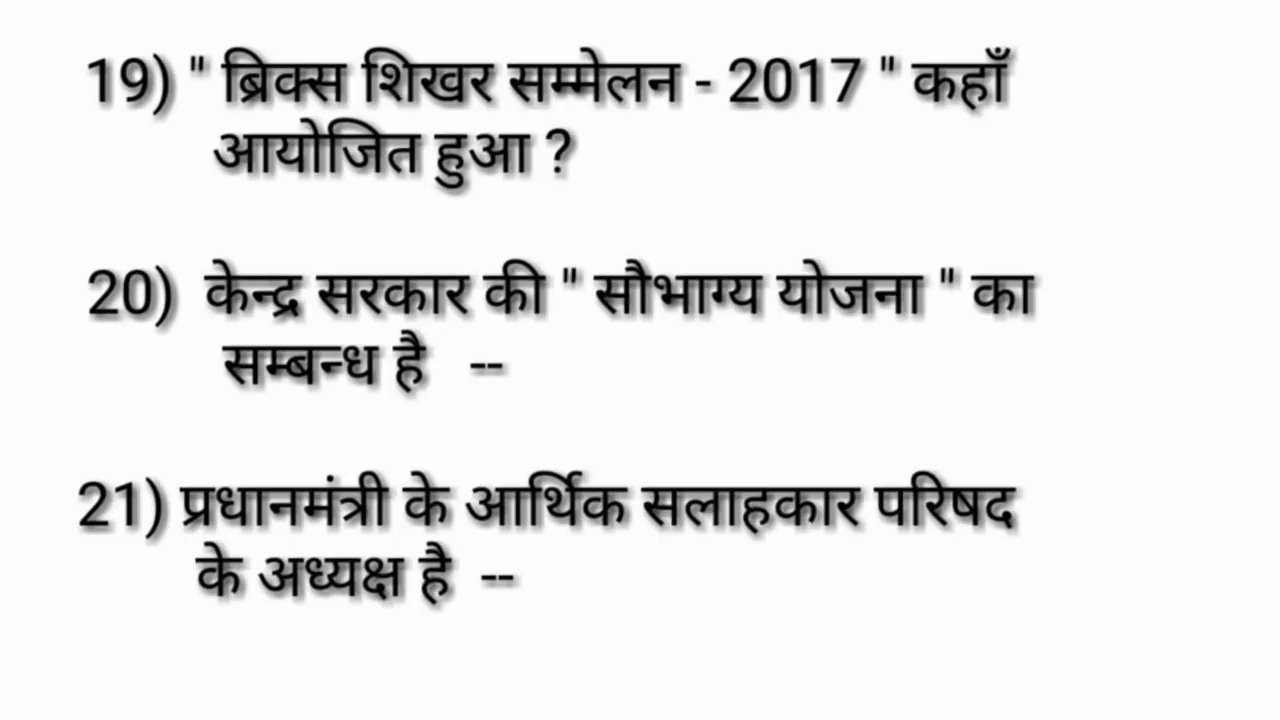 19) " ब्रिक्स शिखर सम्मेलन - 2017 " कहाँ
आयोजित हुआ ?
20) केन्द्र सरकार की " सौभाग्य योजना " का
सम्बन्ध है --
21) प्रधानमंत्री के आर्थिक सलाहकार परिषद
के अध्यक्ष है --